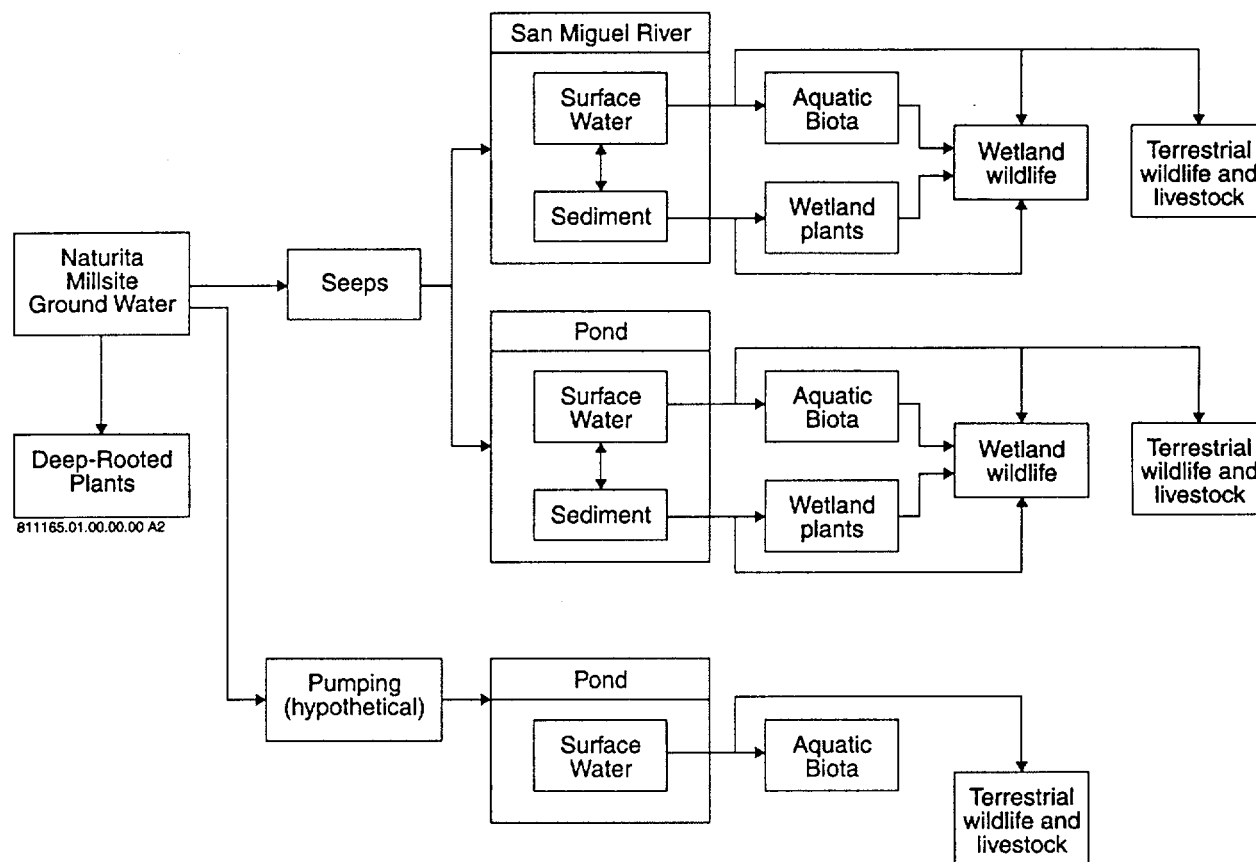 San Miguel River
Surface
Water
Aquatic
Biota
Wetland
wildlife
Terrestrial
wildlife and
livestock
Sediment
Wetland
plants
Naturita
Millsite
Ground Water
Seeps
Pond
Surface
Water
Aquatic
Biota
Wetland
wildlife
Terrestrial
wildlife and
livestock
Sediment
Wetland
plants
Deep-Rooted
Plants
811165.01.00.00.00 A2
Pumping
(hypothetical)
Pond
Surface
Water
Aquatic
Biota
Terrestrial
wildlife and
livestock